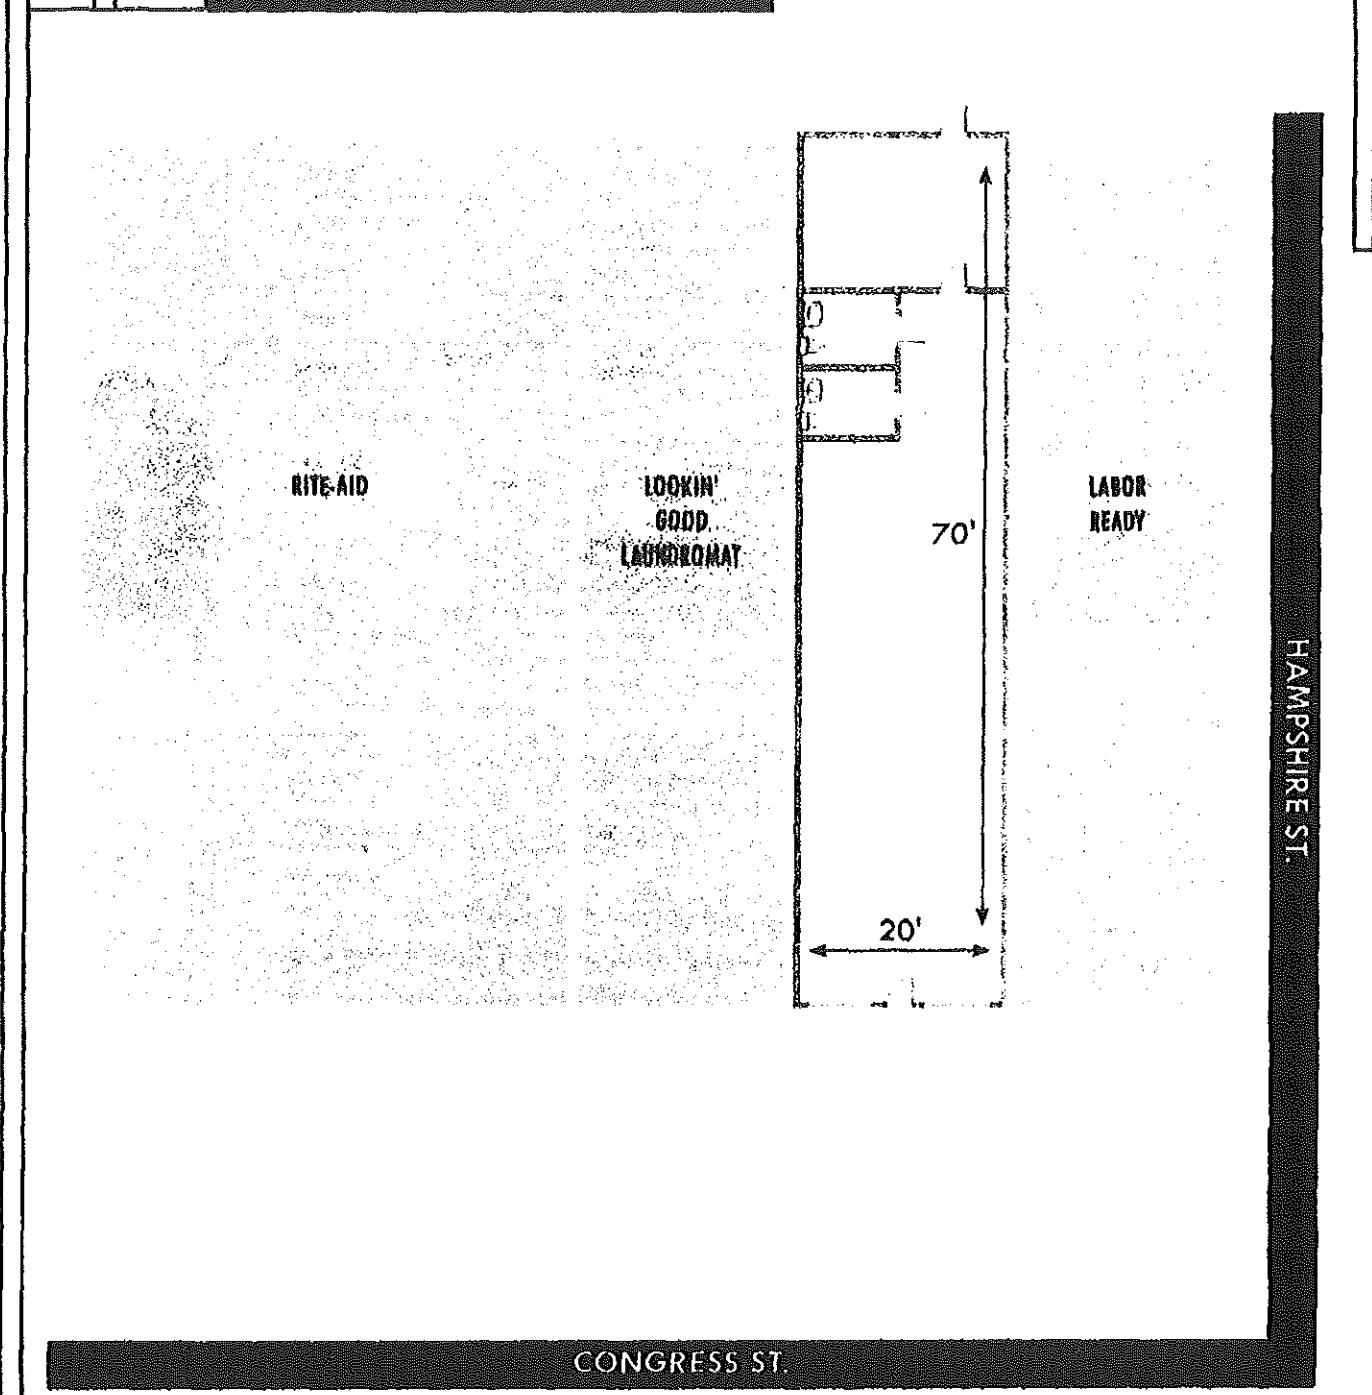 RITE-AID
LOOKIN'
GOOD
LAUNDROMAT
LABOR
READY
70'
20'
HAMPSHIRE ST.
CONGRESS ST.